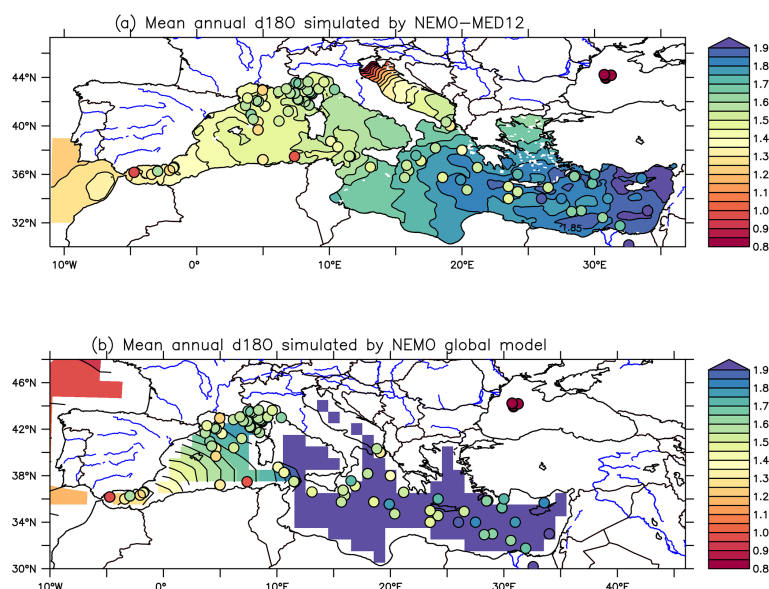 (a) Mean annual d18O simulated by NEMO-MED12
44°N
40°N
36°N
32°N
10°W 0° 10°E 20°E 30°E
1.85
1.9
1.8
1.7
1.6
1.5
1.4
1.3
1.2
1.1
1.0
0.9
0.8
(b) Mean annual d18O simulated by NEMO global model
46°N
42°N
38°N
34°N
30°N
10°W 0° 10°E 20°E 30°E 40°E
1.9
1.8
1.7
1.6
1.5
1.4
1.3
1.2
1.1
1.0
0.9
0.8